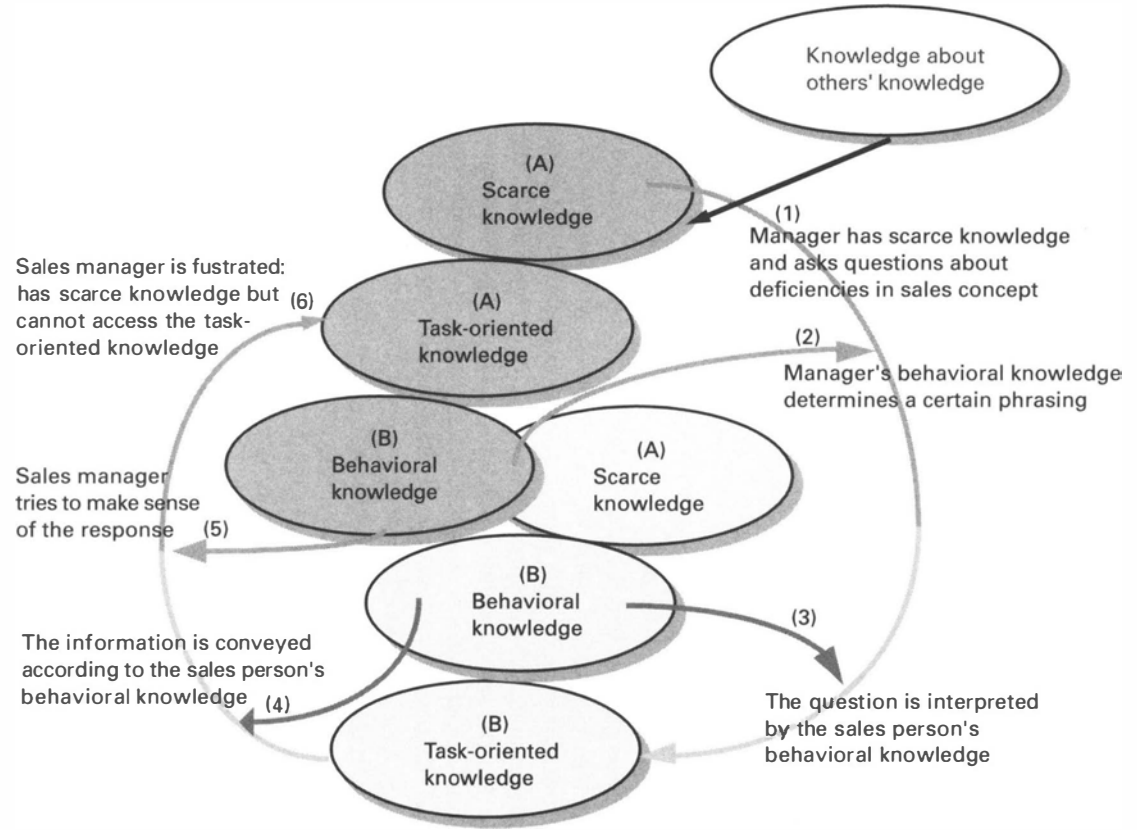 Knowledge about
others' knowledge
(A)
Scarce
knowledge
(1)
Manager has scarce knowledge
and asks questions about
deficiencies in sales concept
Sales manager is fustrated:
has scarce knowledge but
cannot access the task-
oriented knowledge
(6)
(A)
Task-oriented
knowledge
(2)
Manager's behavioral knowledge
determines a certain phrasing
(B)
Behavioral
knowledge
(A)
Scarce
knowledge
Sales manager
tries to make sense
of the response
(5)
(B)
Behavioral
knowledge
(3)
The information is conveyed
according to the sales person's
behavioral knowledge
(4)
The question is interpreted
by the sales person's
behavioral knowledge
(B)
Task-oriented
knowledge